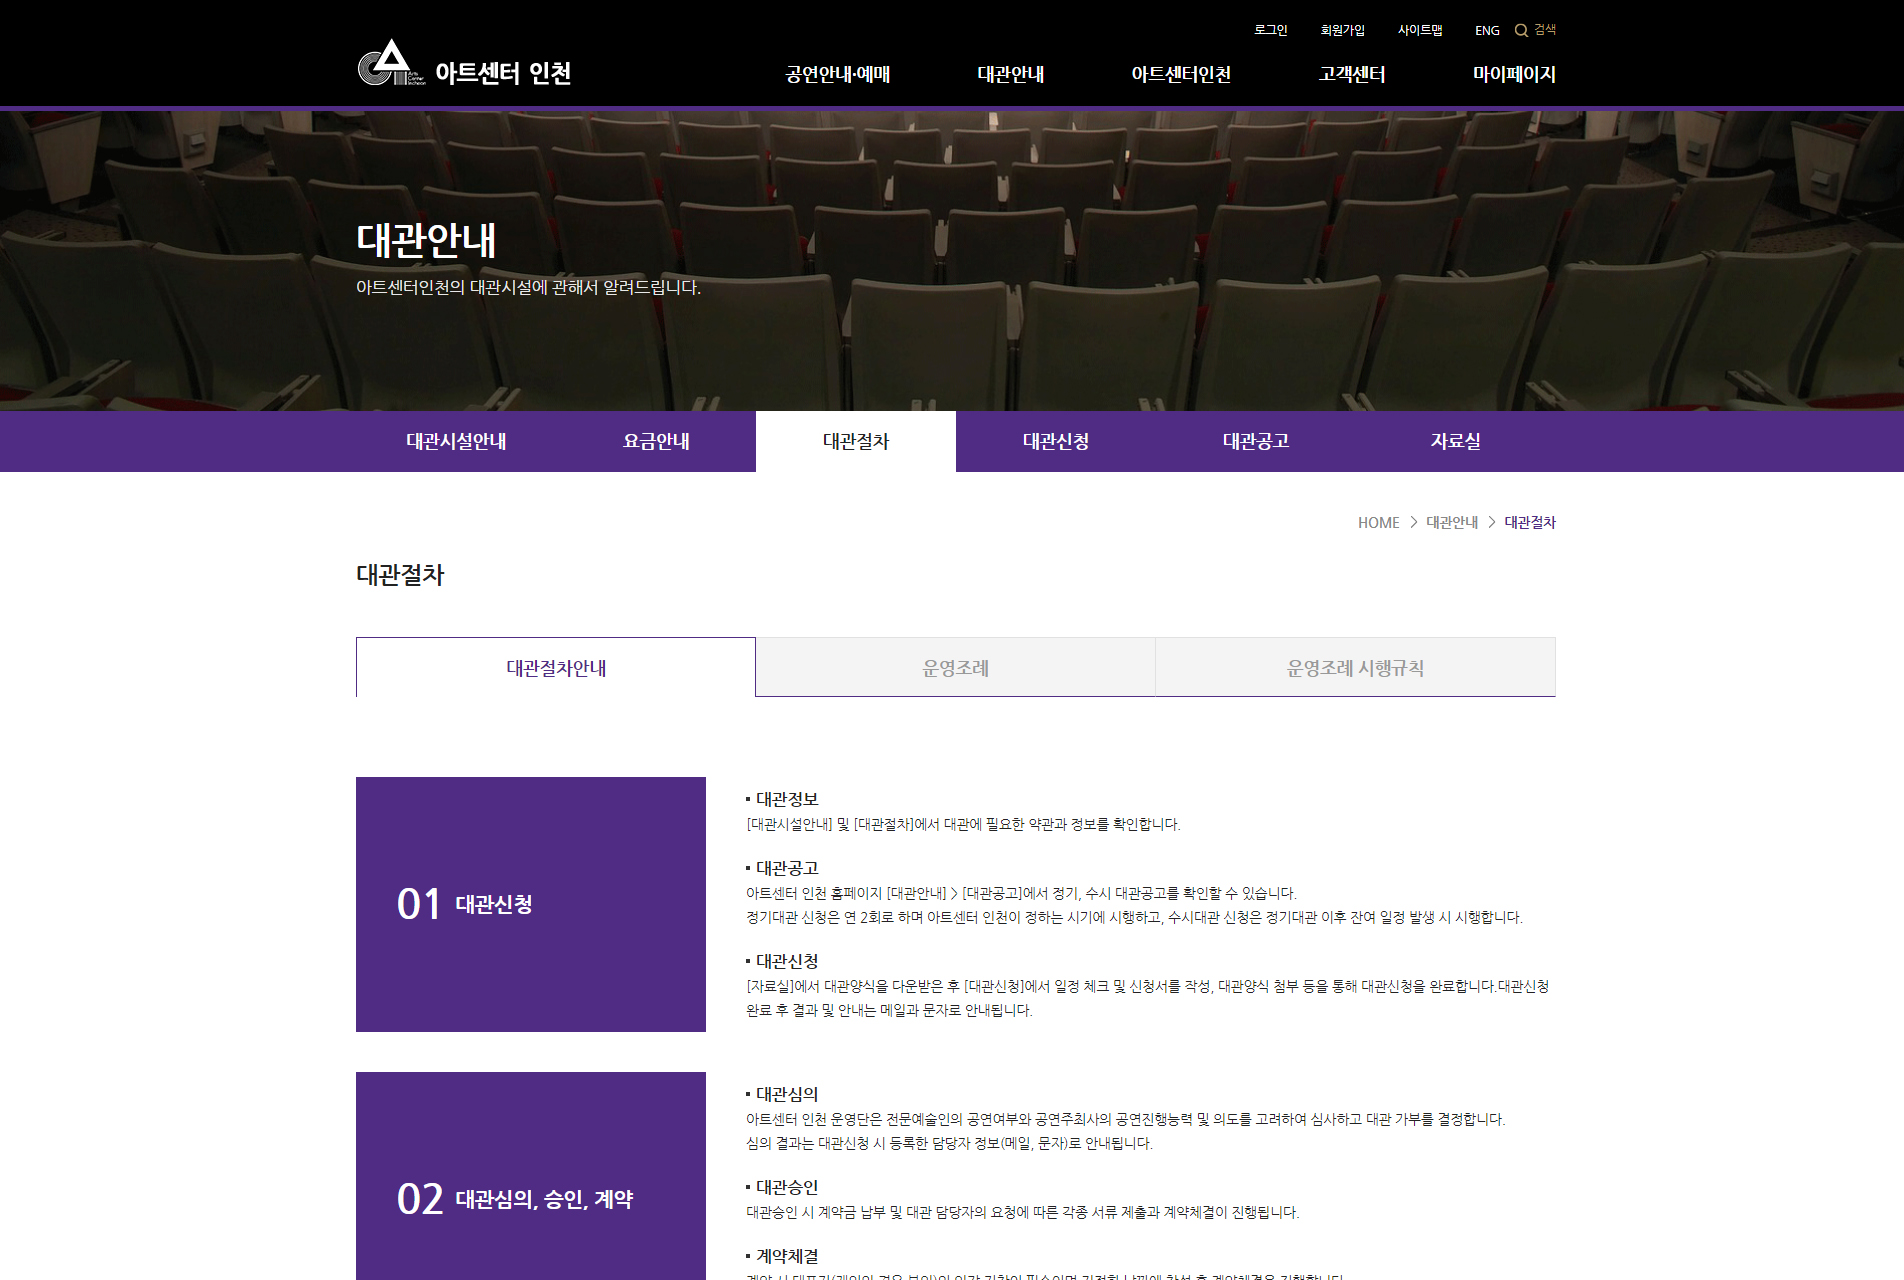 로그인
회원가입
사이트맵
ENG
검색
Arts
Center
Incheon
아트센터 인천
공연안내·예매
대관안내
아트센터인천
고객센터
마이페이지
대관안내
아트센터인천의 대관시설에 관해서 알려드립니다.
대관시설안내
요금안내
대관절차
대관신청
대관공고
자료실
HOME > 대관안내 > 대관절차
대관절차
대관절차안내
운영조례
운영조례 시행규칙
01 대관신청
대관정보
[대관시설안내] 및 [대관절차]에서 대관에 필요한 약관과 정보를 확인합니다.
대관공고
아트센터 인천 홈페이지 [대관안내] > [대관공고]에서 정기, 수시 대관공고를 확인할 수 있습니다.
정기대관 신청은 연 2회로 하며 아트센터 인천이 정하는 시기에 시행하고, 수시대관 신청은 정기대관 이후 잔여 일정 발생 시 시행합니다.
대관신청
[자료실]에서 대관양식을 다운받은 후 [대관신청]에서 일정 체크 및 신청서를 작성, 대관양식 첨부 등을 통해 대관신청을 완료합니다.대관신청
완료 후 결과 및 안내는 메일과 문자로 안내됩니다.
02 대관심의, 승인, 계약
대관심의
아트센터 인천 운영단은 전문예술인의 공연여부와 공연주최사의 공연진행능력 및 의도를 고려하여 심사하고 대관 가부를 결정합니다.
심의 결과는 대관신청 시 등록한 담당자 정보(메일, 문자)로 안내됩니다.
대관승인
대관승인 시 계약금 납부 및 대관 담당자의 요청에 따른 각종 서류 제출과 계약체결이 진행됩니다.
계약체결